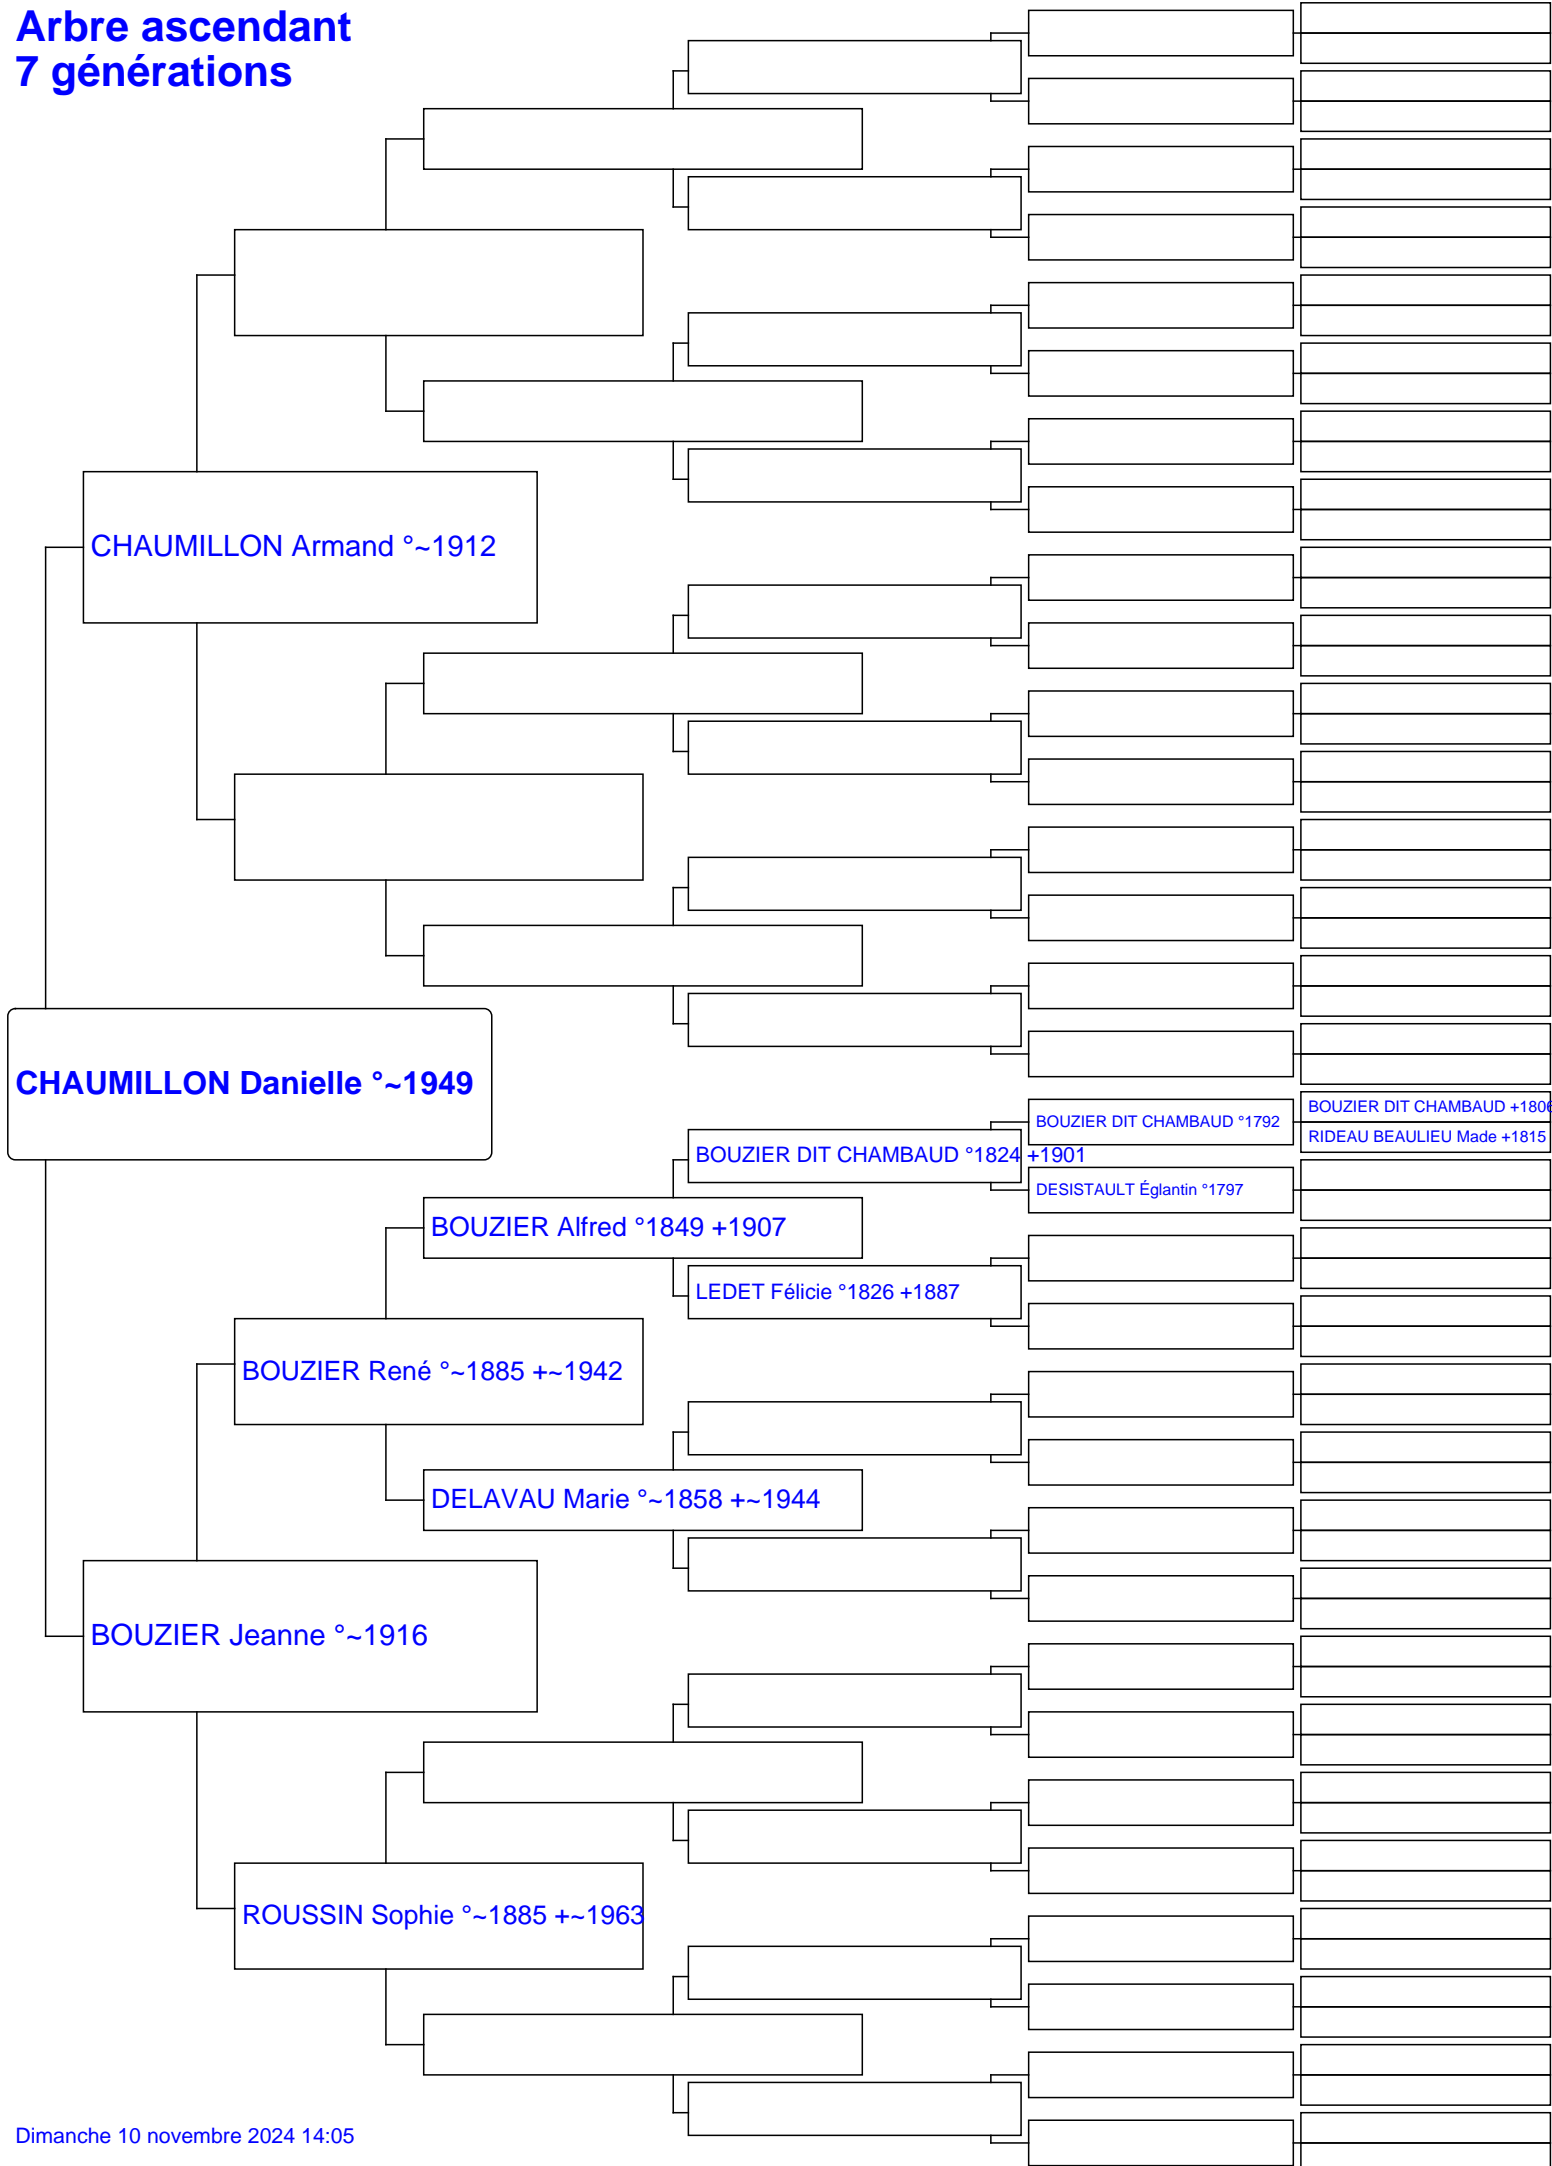 Arbre ascendant
7 générations
CHAUMILLON Armand °~1912
CHAUMILLON Danielle °~1949
BOUZIER DIT CHAMBAUD +1806
BOUZIER DIT CHAMBAUD °1792
RIDEAU BEAULIEU Made +1815
BOUZIER DIT CHAMBAUD °1824 +1901
DESISTAULT Églantin °1797
BOUZIER Alfred °1849 +1907
LEDET Félicie °1826 +1887
BOUZIER René °~1885 +~1942
DELAVAU Marie °~1858 +~1944
BOUZIER Jeanne °~1916
ROUSSIN Sophie °~1885 +~1963
Dimanche 10 novembre 2024 14:05